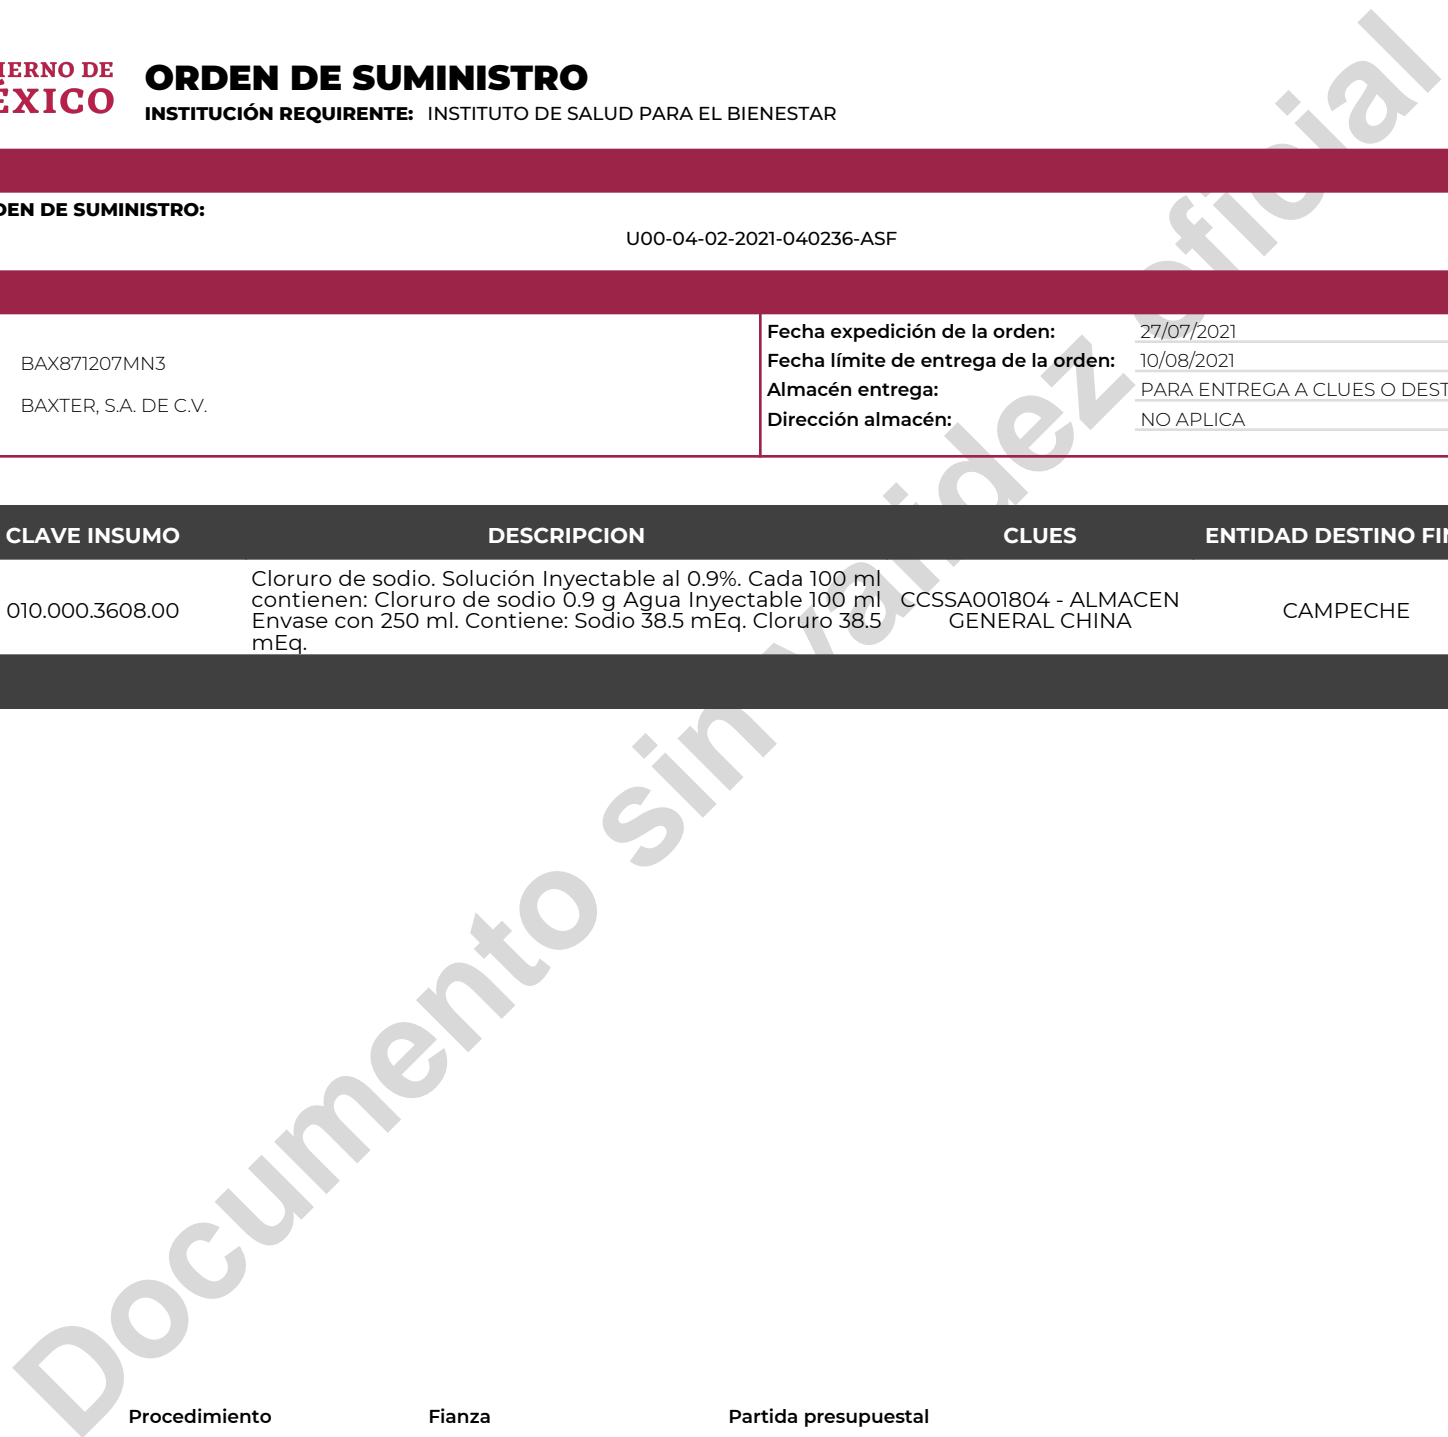 IERNO DE
ÉXICO
ORDEN DE SUMINISTRO
INSTITUCIÓN REQUIRENTE: INSTITUTO DE SALUD PARA EL BIENESTAR
DEN DE SUMINISTRO:
U00-04-02-2021-040236-ASF
BAX871207MN3
BAXTER, S.A. DE C.V.
Fecha expedición de la orden: 27/07/2021
Fecha límite de entrega de la orden: 10/08/2021
Almacén entrega: PARA ENTREGA A CLUES O DEST
Dirección almacén: NO APLICA
CLAVE INSUMO DESCRIPCION CLUES ENTIDAD DESTINO FIN
010.000.3608.00
Cloruro de sodio. Solución Inyectable al 0.9%. Cada 100 ml
contienen: Cloruro de sodio 0.9 g Agua Inyectable 100 ml
Envase con 250 ml. Contiene: Sodio 38.5 mEq. Cloruro 38.5
mEq.
CCSSA001804 - ALMACEN
GENERAL CHINA
CAMPECHE
Documento sin validez oficial
Procedimiento Fianza Partida presupuestal